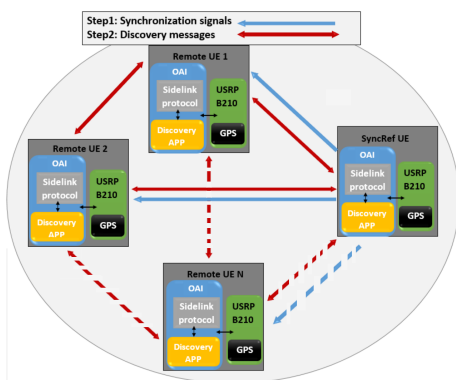 Step1: Synchronization signals
Step2: Discovery messages
Remote UE 1
OAI
Sidelink
protocol
USRP
B210
Discovery
APP
GPS
Remote UE 2
OAI
Sidelink
protocol
USRP
B210
Discovery
APP
GPS
SyncRef UE
OAI
Sidelink
protocol
USRP
B210
Discovery
APP
GPS
Remote UE N
OAI
Sidelink
protocol
USRP
B210
Discovery
APP
GPS